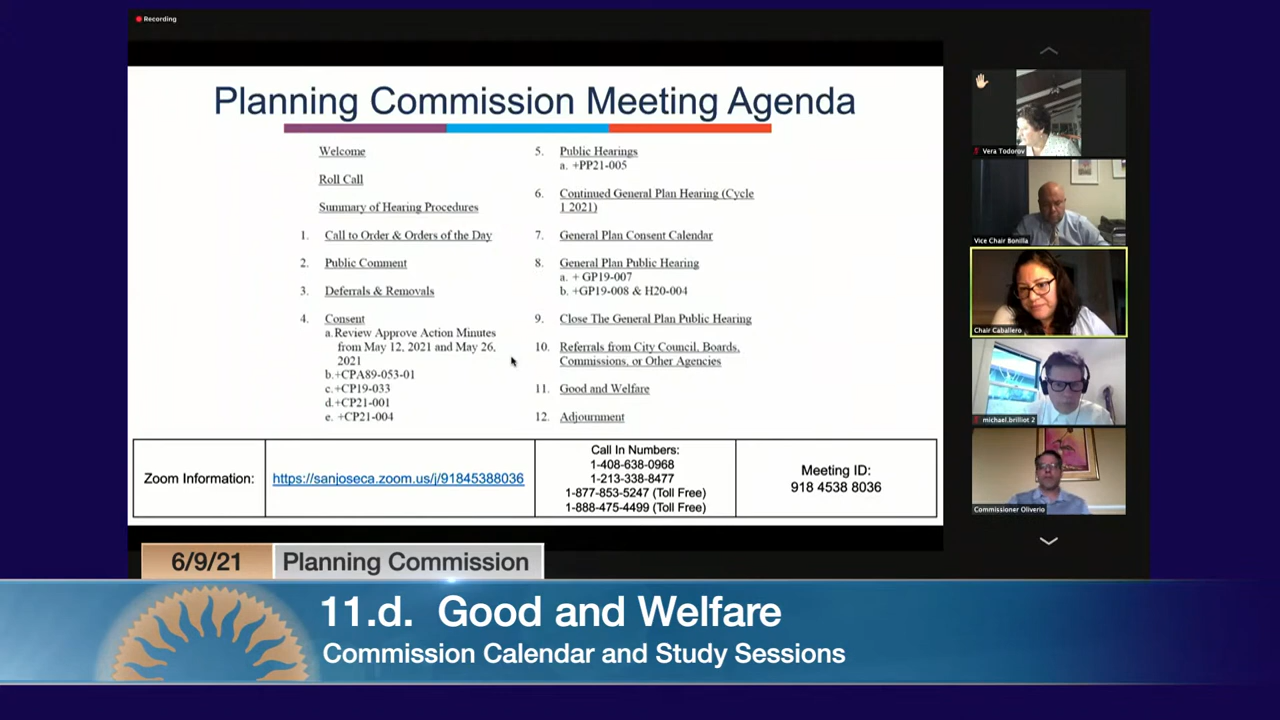 Recording
Planning Commission Meeting Agenda
Welcome
Roll Call
Summary of Hearing Procedures
1. Call to Order & Orders of the Day
2. Public Comment
3. Deferrals & Removals
4. Consent
a.Review Approve Action Minutes
from May 12, 2021 and May 26,
2021
b.+CPA89-053-01
c.+CP19-033
d.+CP21-001
e. +CP21-004
5. Public Hearings
a. +PP21-005
6. Continued General Plan Hearing (Cycle
1 2021)
7. General Plan Consent Calendar
8. General Plan Public Hearing
a. + GP19-007
b. +GP19-008 & H20-004
9. Close The General Plan Public Hearing
10. Referrals from City Council, Boards,
Commissions, or Other Agencies
11. Good and Welfare
12. Adjournment
Zoom Information:
https://sanjoseca.zoom.us/j/91845388036
Call In Numbers:
1-408-638-0968
1-213-338-8477
1-877-853-5247 (Toll Free)
1-888-475-4499 (Toll Free)
Meeting ID:
918 4538 8036
Vera Todorov
Vice Chair Bonilla
Chair Caballero
michael.brilliot 2
Commissioner Oliverio
6/9/21 Planning Commission
11.d. Good and Welfare
Commission Calendar and Study Sessions